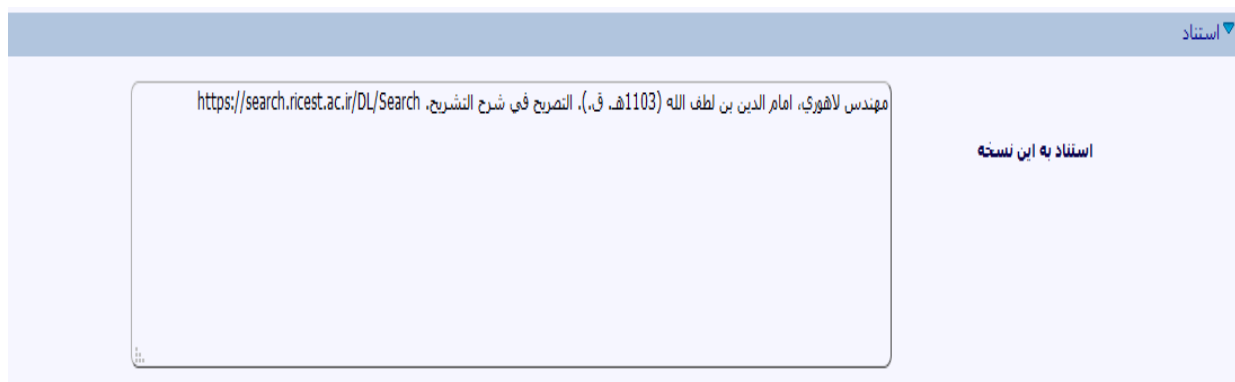 استناد
مهندس لاهوري، امام الدين بن لطف الله (1103هـ. ق.). التصريح في شرح التشريح. https://search.ricest.ac.ir/DL/Search
استناد به این نسخه